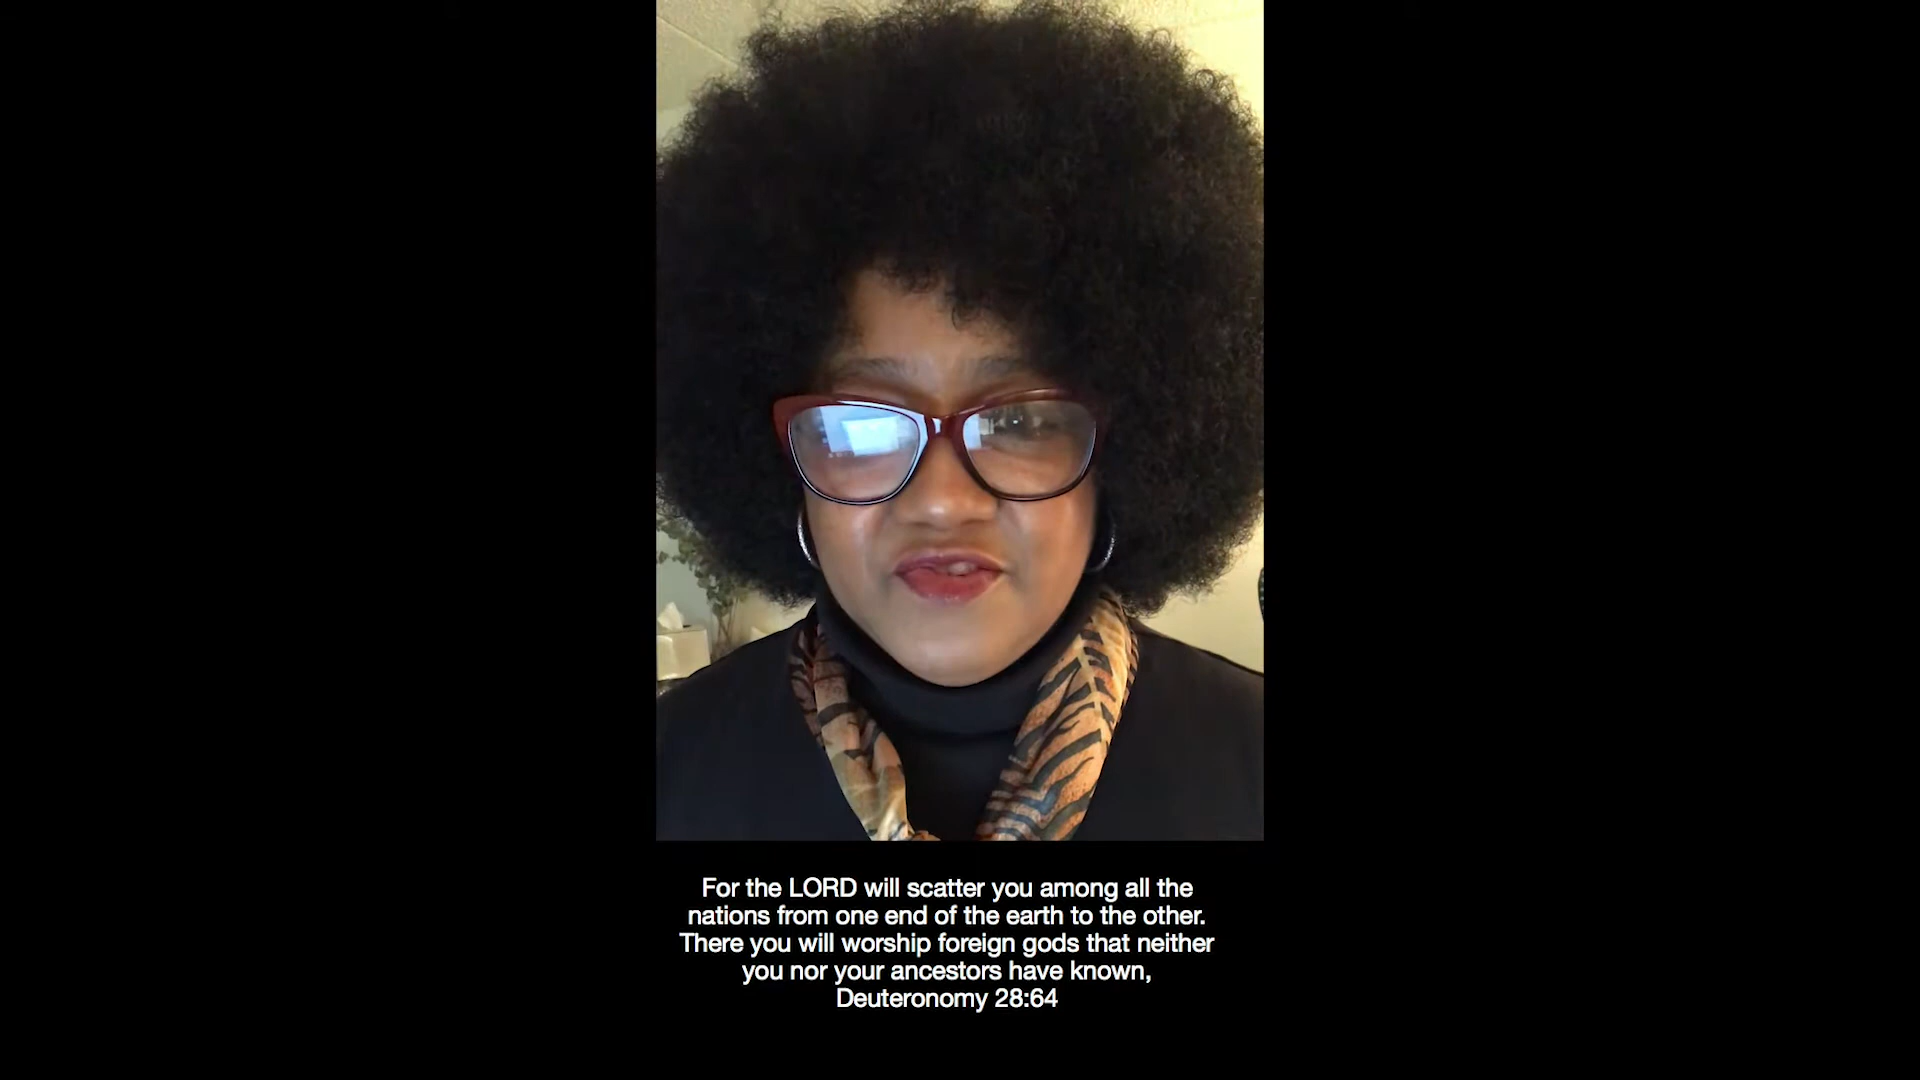 For the LORD will scatter you among all the
nations from one end of the earth to the other.
There you will worship foreign gods that neither
you nor your ancestors have known,
Deuteronomy 28:64